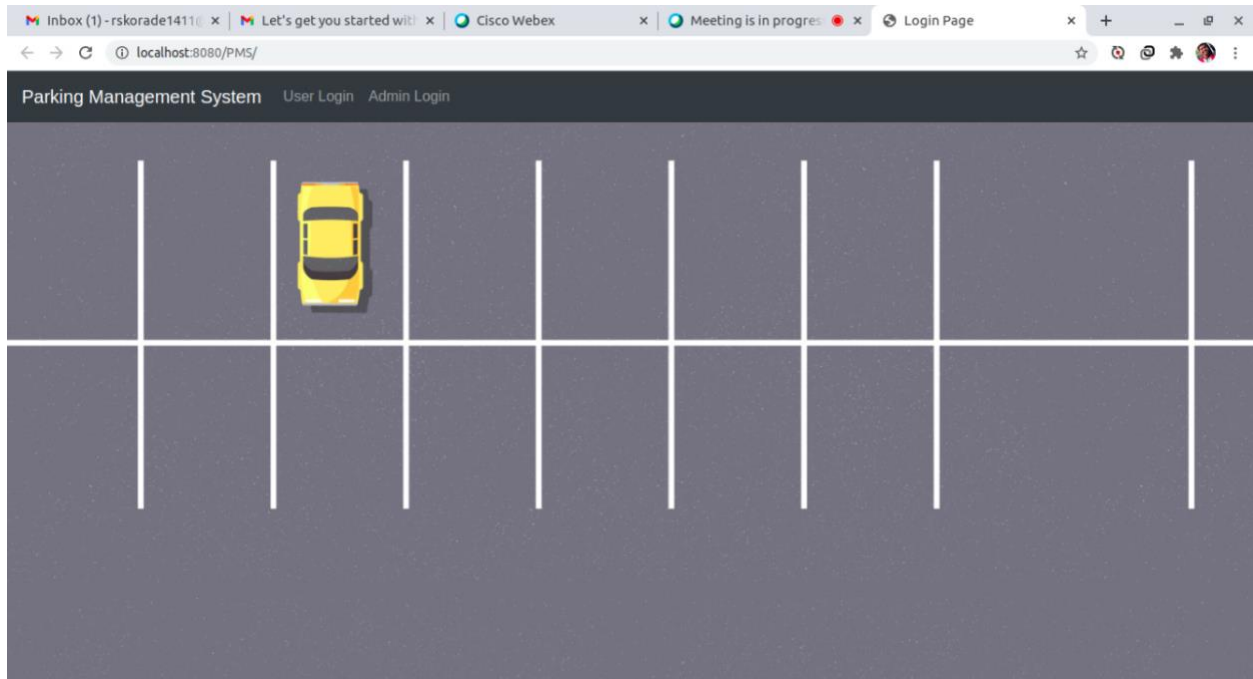 Inbox (1) - rskorade1411@ Let's get you started with Cisco Webex Meeting is in progres Login Page
localhost:8080/PMS/
Parking Management System User Login Admin Login